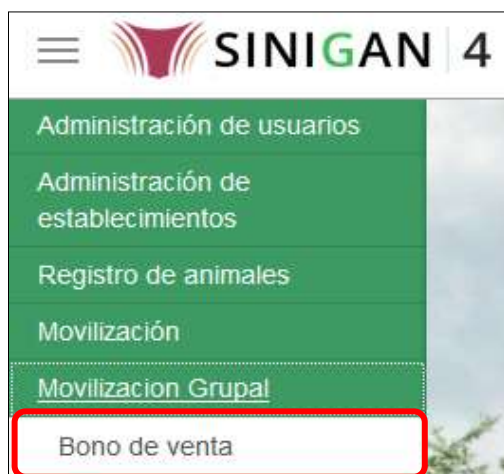 SINIGAN 4
Administración de usuarios
Administración de
establecimientos
Registro de animales
Movilización
Movilizacion Grupal
Bono de venta